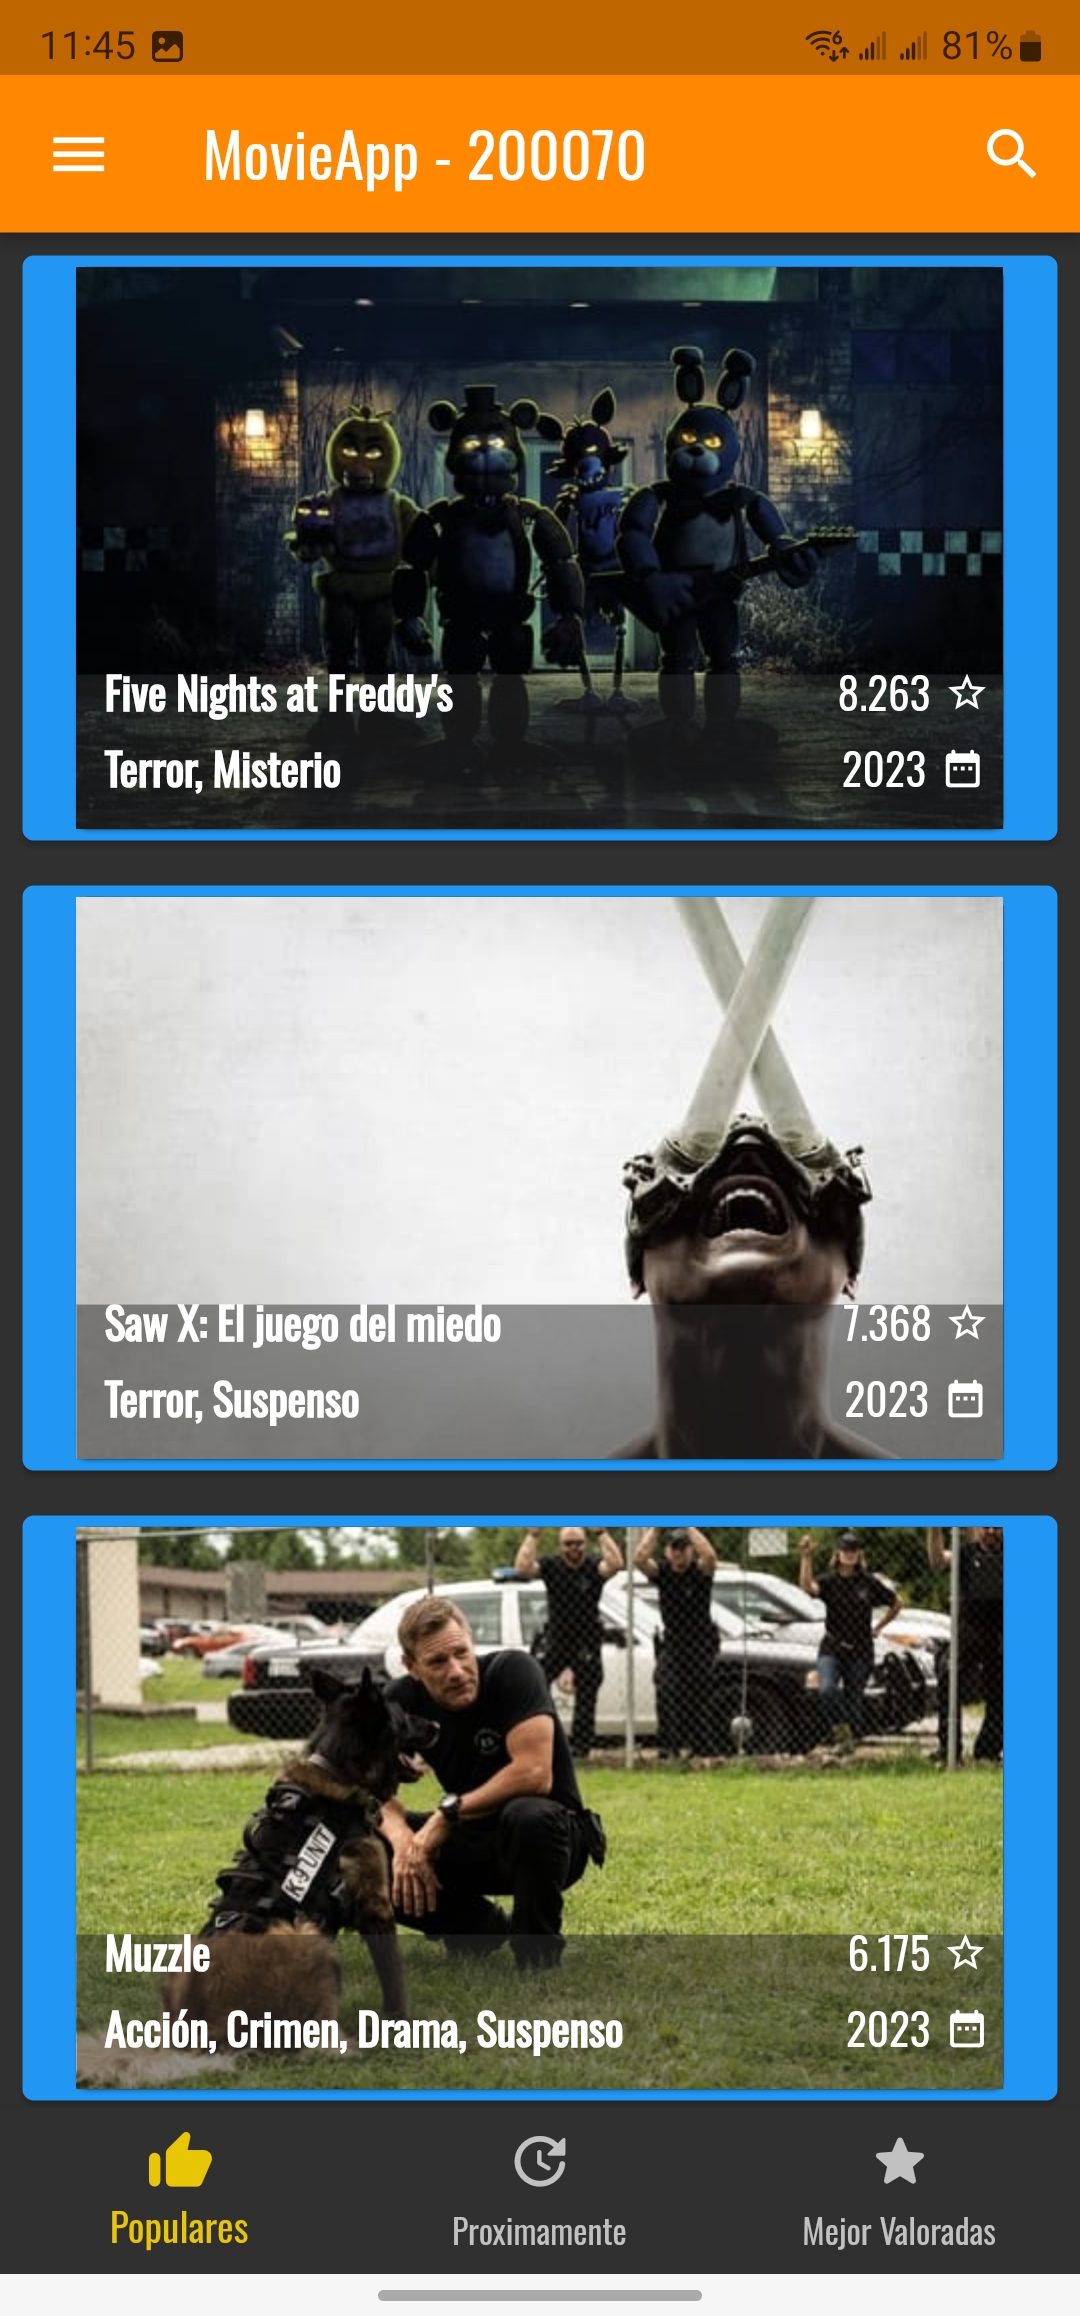 11:45
81%
MovieApp - 200070
Five Nights at Freddy's
8.263
Terror, Misterio
2023
Saw X: El juego del miedo
7.368
Terror, Suspenso
2023
K-9 UNIT
Muzzle
6.175
Acción, Crimen, Drama, Suspenso
2023
Populares
Proximamente
Mejor Valoradas